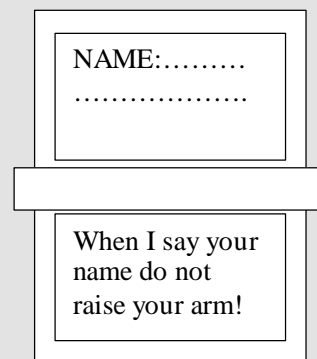 NAME:………
……………….
When I say your
name do not
raise your arm!